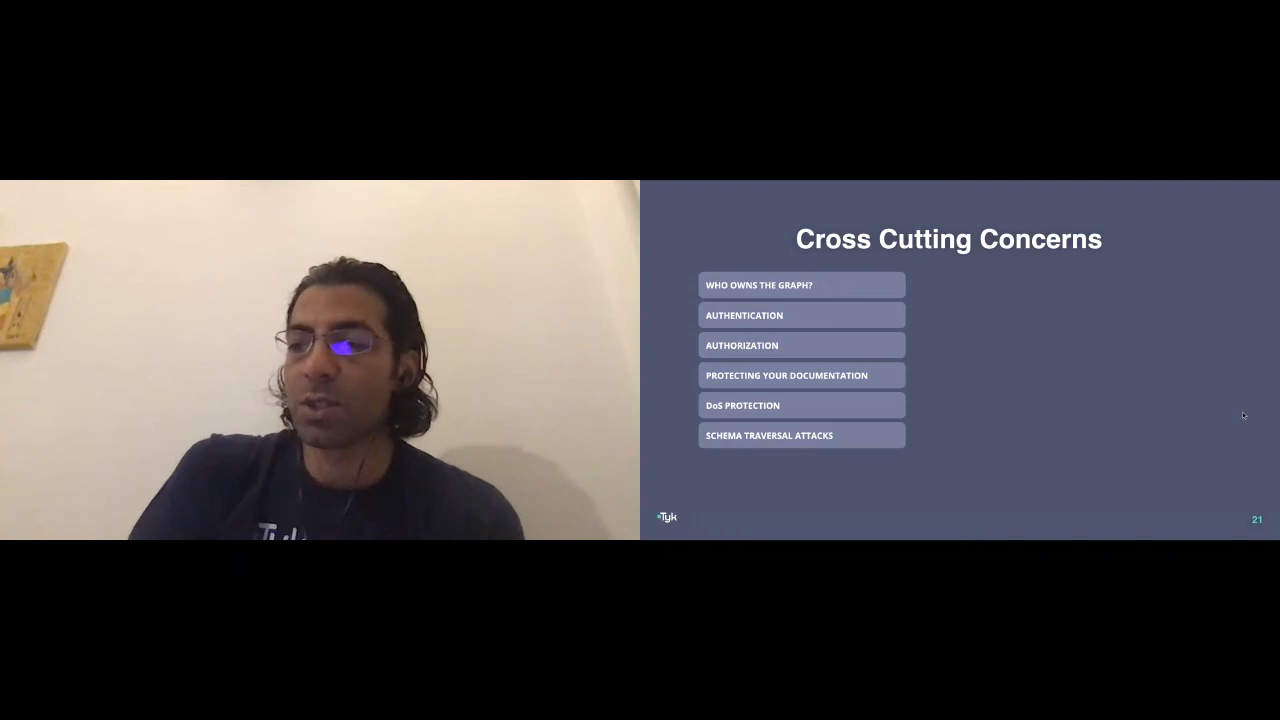 Cross Cutting Concerns
WHO OWNS THE GRAPH?
AUTHENTICATION
AUTHORIZATION
PROTECTING YOUR DOCUMENTATION
DoS PROTECTION
SCHEMA TRAVERSAL ATTACKS
Tyk
Tyk
21